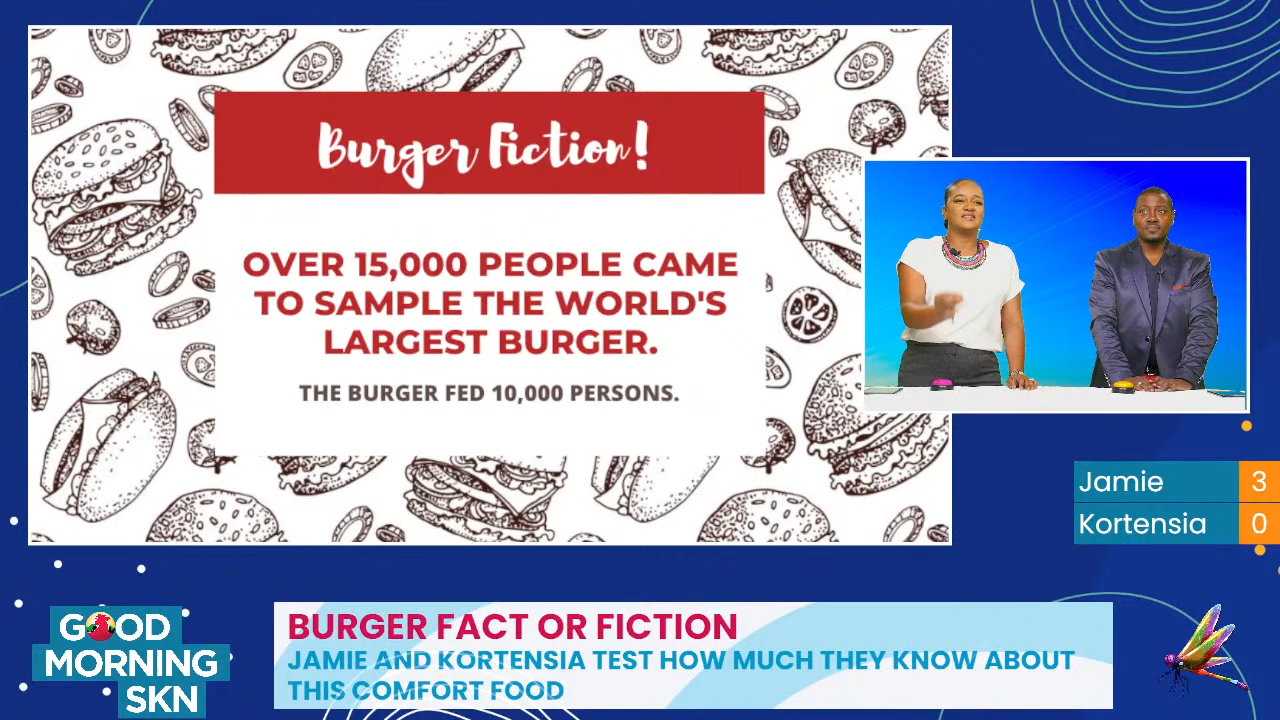 Burger Fiction!
OVER 15,000 PEOPLE CAME
TO SAMPLE THE WORLD'S
LARGEST BURGER.
THE BURGER FED 10,000 PERSONS.
Jamie 3
Kortensia 0
GOOD
MORNING
SKN
BURGER FACT OR FICTION
JAMIE AND KORTENSIA TEST HOW MUCH THEY KNOW ABOUT
THIS COMFORT FOOD